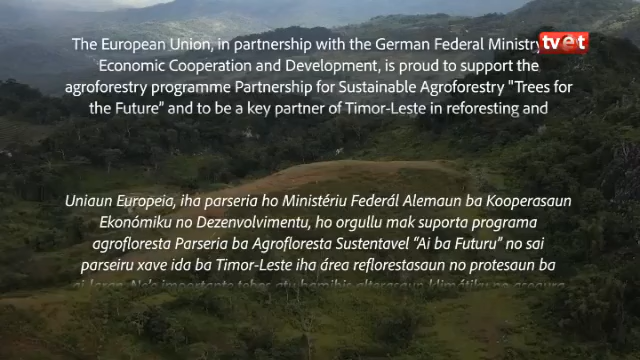 tvet
The European Union, in partnership with the German Federal Ministry
Economic Cooperation and Development, is proud to support the
agroforestry programme Partnership for Sustainable Agroforestry "Trees for
the Future” and to be a key partner of Timor-Leste in reforesting and
Uniaun Europeia, iha parseria ho Ministériu Federál Alemaun ba Kooperasaun
Ekonómiku no Dezenvolvimentu, ho orgullu mak suporta programa
agrofloresta Parseria ba Agrofloresta Sustentavel “Ai ba Futuru” no sai
parseiru xave ida ba Timor-Leste iha área reflorestasaun no protesaun ba